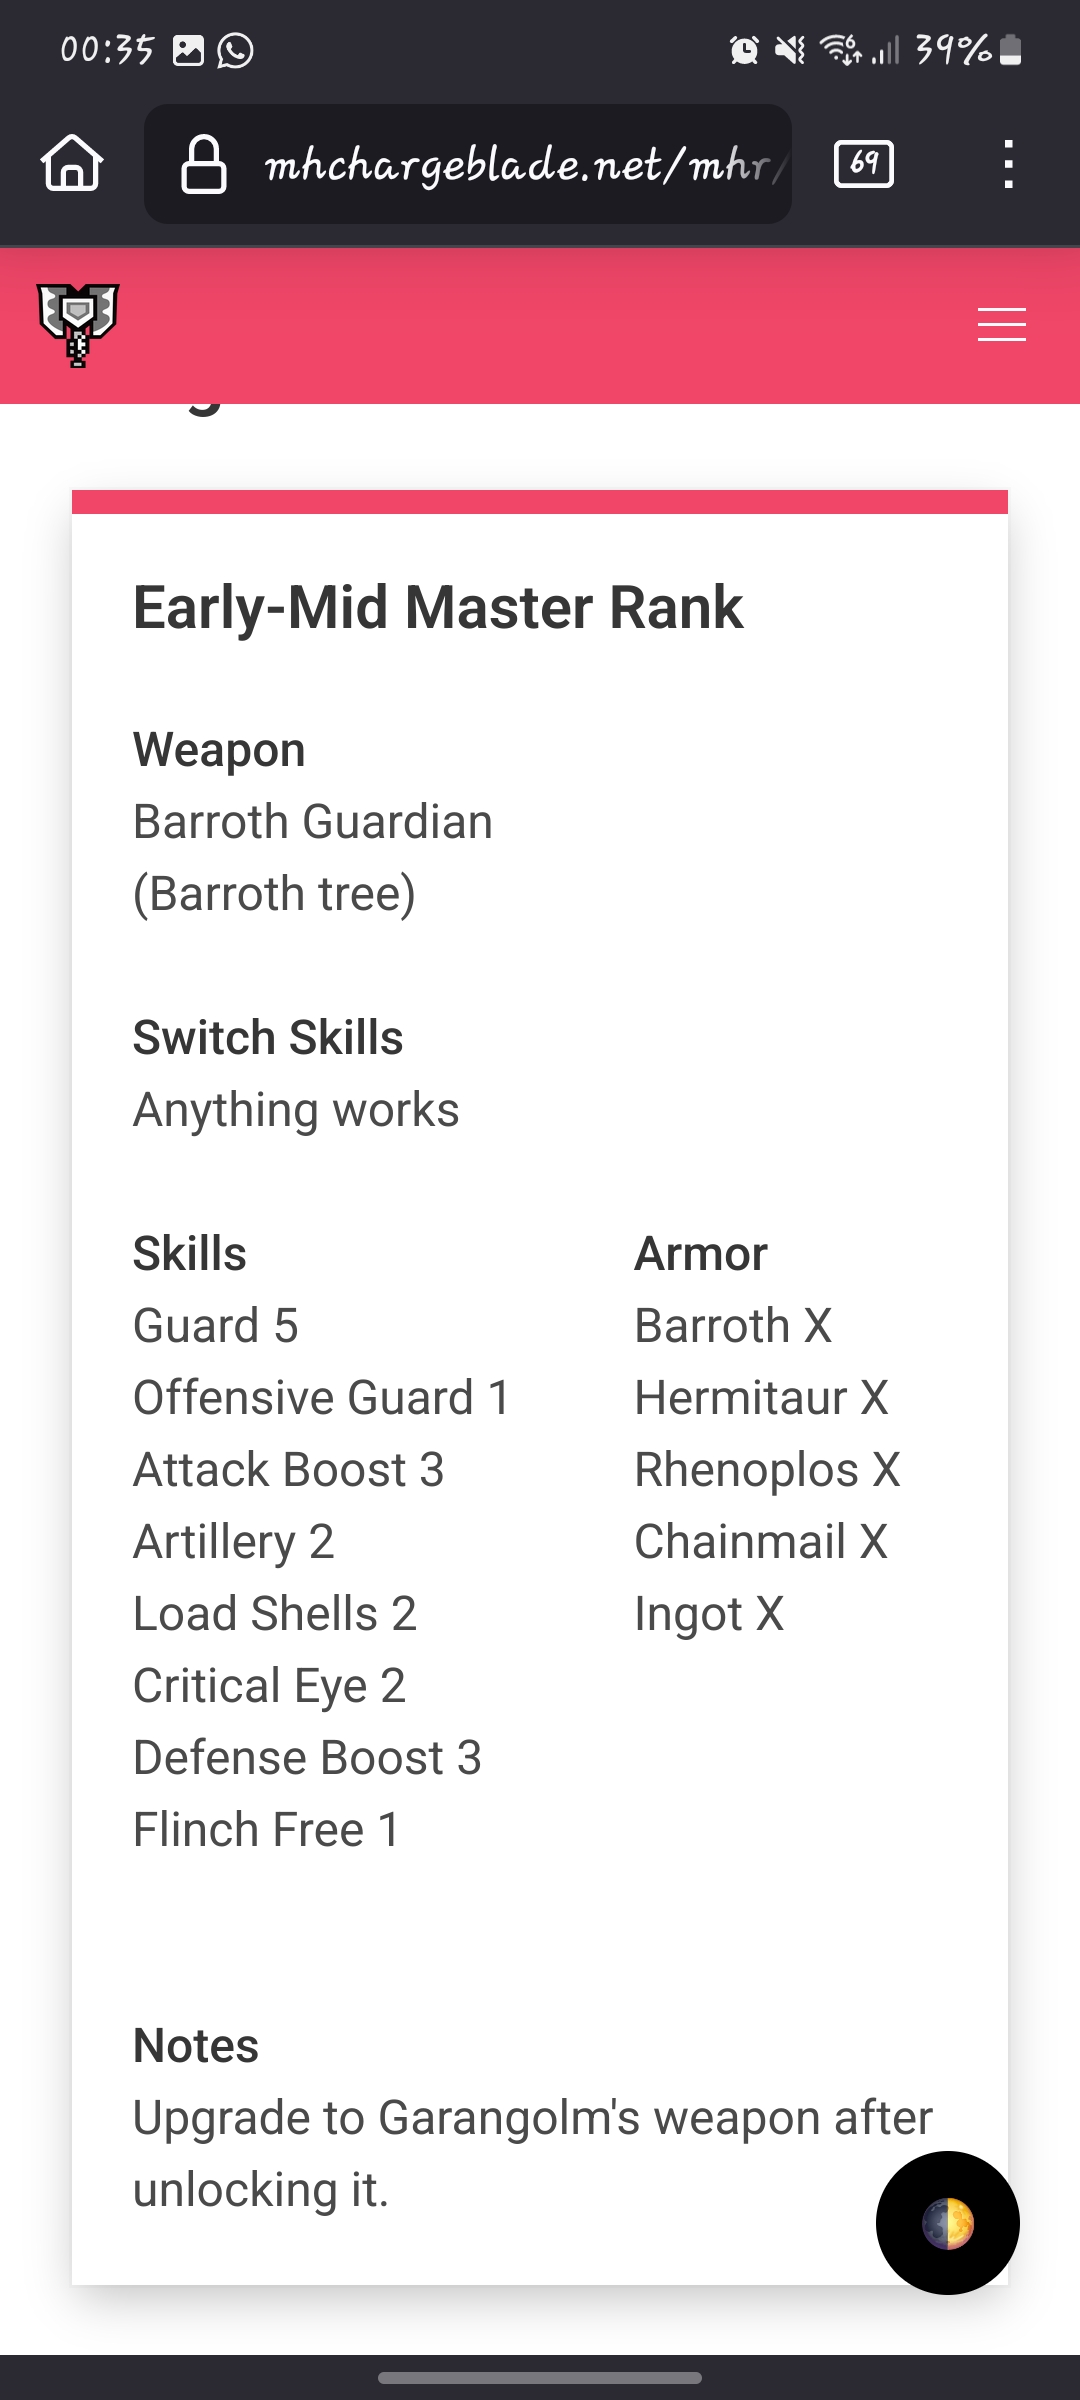 00:35
39%
mhchargeblade.net/mhr/
69
Early-Mid Master Rank
Weapon
Barroth Guardian
(Barroth tree)
Switch Skills
Anything works
Skills
Guard 5
Offensive Guard 1
Attack Boost 3
Artillery 2
Load Shells 2
Critical Eye 2
Defense Boost 3
Flinch Free 1
Armor
Barroth X
Hermitaur X
Rhenoplos X
Chainmail X
Ingot X
Notes
Upgrade to Garangolm's weapon after
unlocking it.